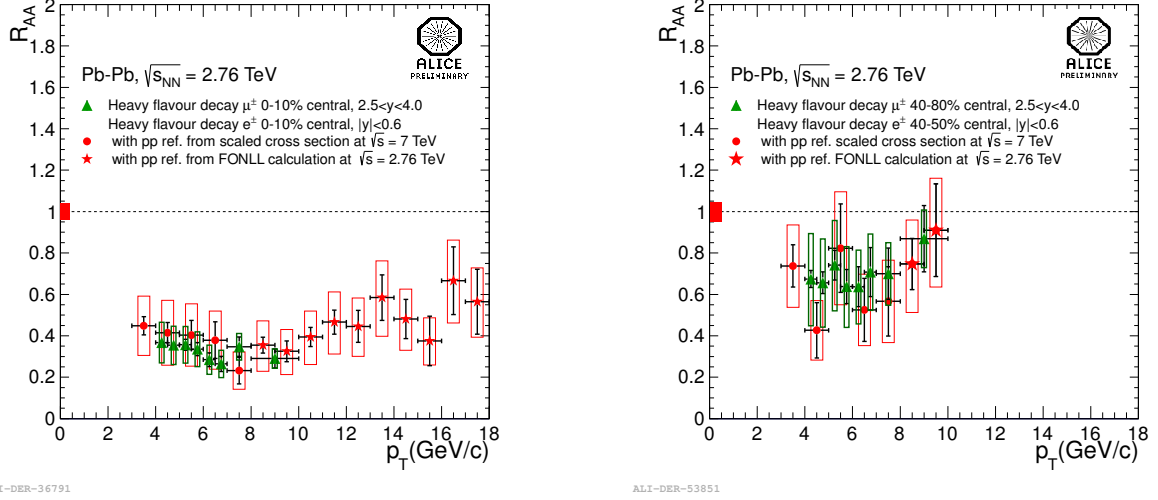 R_AA
2
1.8
1.6
1.4
1.2
1
0.8
0.6
0.4
0.2
0
ALICE
PRELIMINARY
Pb-Pb, √s_NN = 2.76 TeV
Heavy flavour decay μ± 0-10% central, 2.5<y<4.0
Heavy flavour decay e± 0-10% central, |y|<0.6
with pp ref. from scaled cross section at √s = 7 TeV
with pp ref. from FONLL calculation at √s = 2.76 TeV
0 2 4 6 8 10 12 14 16 18
p_T(GeV/c)
I-DER-36791
R_AA
2
1.8
1.6
1.4
1.2
1
0.8
0.6
0.4
0.2
0
ALICE
PRELIMINARY
Pb-Pb, √s_NN = 2.76 TeV
Heavy flavour decay μ± 40-80% central, 2.5<y<4.0
Heavy flavour decay e± 40-50% central, |y|<0.6
with pp ref. scaled cross section at √s = 7 TeV
with pp ref. FONLL calculation at √s = 2.76 TeV
0 2 4 6 8 10 12 14 16 18
p_T(GeV/c)
ALI-DER-53851